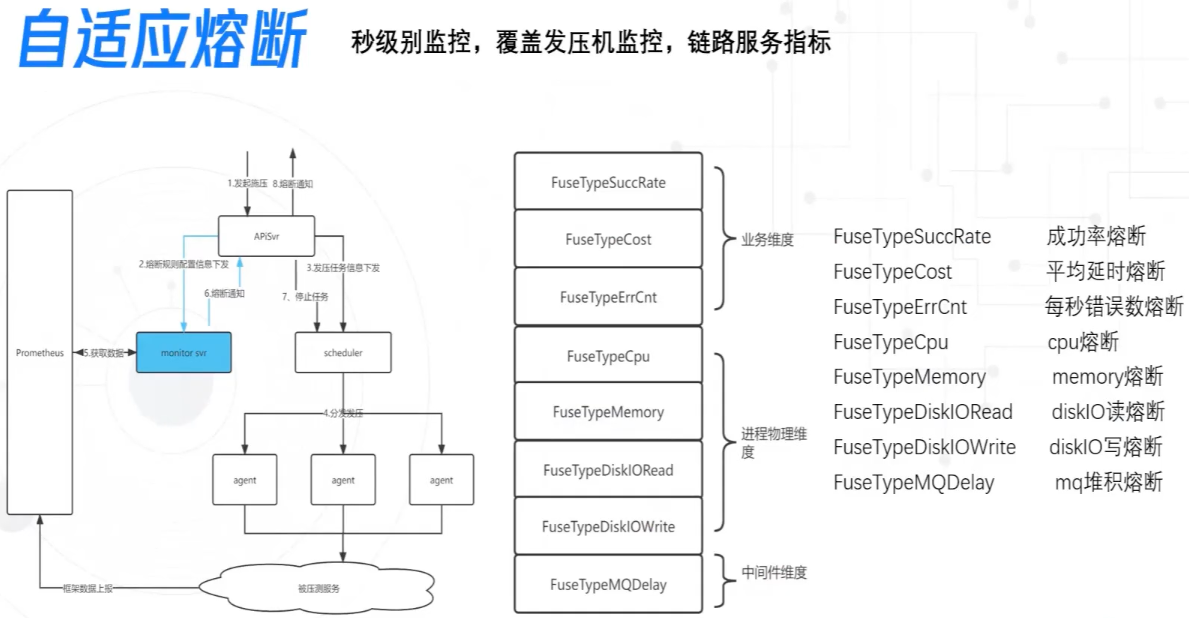 自适应熔断
秒级别监控，覆盖发压机监控，链路服务指标
1.发起施压
8.熔断通知
APiSvr
2.熔断规则配置信息下发
3.发压任务信息下发
6.熔断通知
7、停止任务
Prometheus
5.获取数据
monitor svr
scheduler
4.分发发压
agent
agent
agent
框架数据上报
被压测服务
FuseTypeSuccRate
FuseTypeCost
FuseTypeErrCnt
FuseTypeCpu
FuseTypeMemory
FuseTypeDiskIORead
FuseTypeDiskIOWrite
FuseTypeMQDelay
业务维度
进程物理维
度
中间件维度
FuseTypeSuccRate 成功率熔断
FuseTypeCost 平均延时熔断
FuseTypeErrCnt 每秒错误数熔断
FuseTypeCpu cpu熔断
FuseTypeMemory memory熔断
FuseTypeDiskIORead diskIO读熔断
FuseTypeDiskIOWrite diskIO写熔断
FuseTypeMQDelay mq堆积熔断